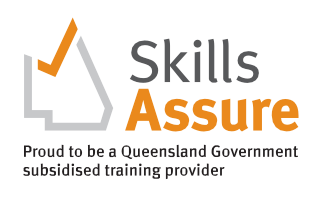 Skills
Assure
Proud to be a Queensland Government
subsidised training provider